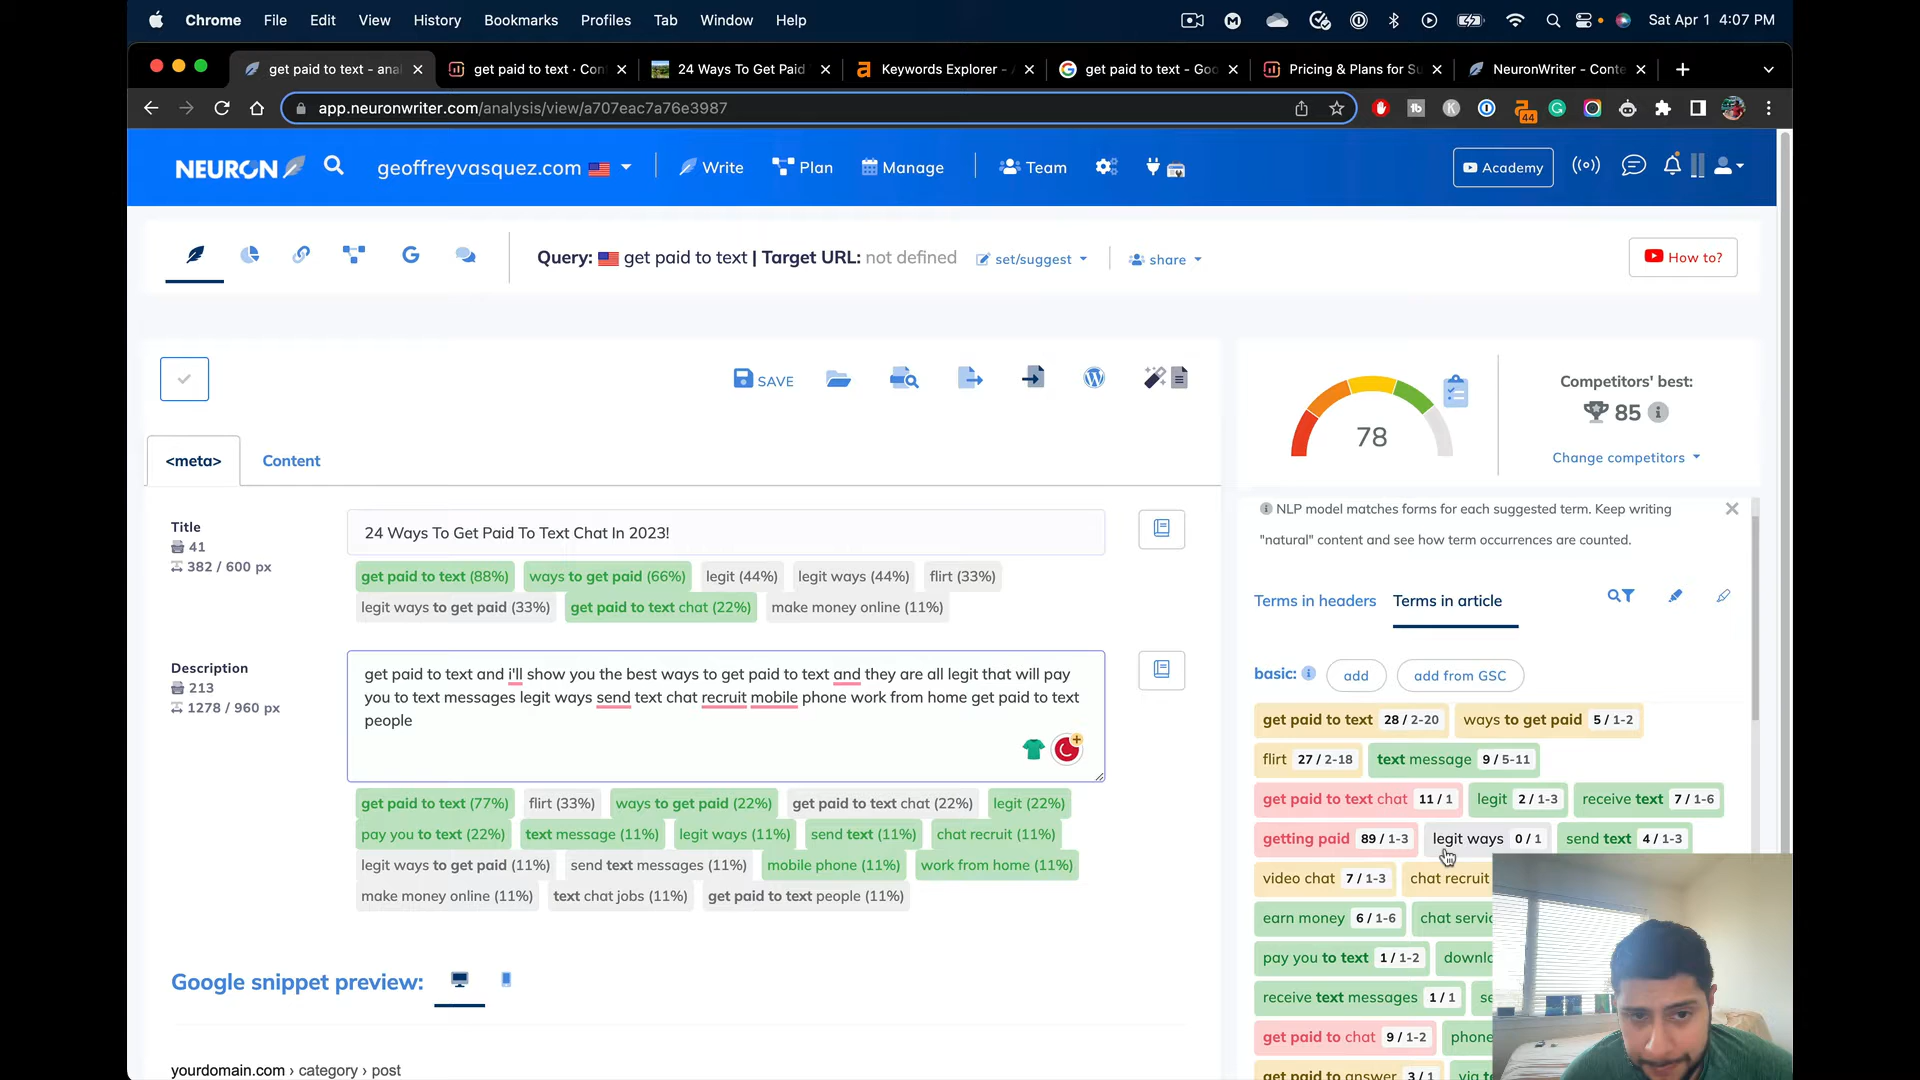 Chrome File Edit View History Bookmarks Profiles Tab Window Help Sat Apr 1 4:07 PM
get paid to text - anal get paid to text · Con 24 Ways To Get Paid Keywords Explorer - get paid to text - Goo Pricing & Plans for Su NeuronWriter - Conte
app.neuronwriter.com/analysis/view/a707eac7a76e3987
44
NEURON geoffreyvasquez.com Write Plan Manage Team Academy
Query: get paid to text | Target URL: not defined set/suggest share How to?
SAVE
<meta> Content
78
Competitors' best:
85
Change competitors
Title
41
382 / 600 px
24 Ways To Get Paid To Text Chat In 2023!
get paid to text (88%) ways to get paid (66%) legit (44%) legit ways (44%) flirt (33%)
legit ways to get paid (33%) get paid to text chat (22%) make money online (11%)
Description
213
1278 / 960 px
get paid to text and i'll show you the best ways to get paid to text and they are all legit that will pay
you to text messages legit ways send text chat recruit mobile phone work from home get paid to text
people
get paid to text (77%) flirt (33%) ways to get paid (22%) get paid to text chat (22%) legit (22%)
pay you to text (22%) text message (11%) legit ways (11%) send text (11%) chat recruit (11%)
legit ways to get paid (11%) send text messages (11%) mobile phone (11%) work from home (11%)
make money online (11%) text chat jobs (11%) get paid to text people (11%)
Google snippet preview:
yourdomain.com › category › post
NLP model matches forms for each suggested term. Keep writing
"natural" content and see how term occurrences are counted.
Terms in headers Terms in article
basic: add add from GSC
get paid to text 28 / 2-20 ways to get paid 5 / 1-2
flirt 27 / 2-18 text message 9 / 5-11
get paid to text chat 11 / 1 legit 2 / 1-3 receive text 7 / 1-6
getting paid 89 / 1-3 legit ways 0 / 1 send text 4 / 1-3
video chat 7 / 1-3 chat recruit
earn money 6 / 1-6 chat servic
pay you to text 1 / 1-2 downlo
receive text messages 1 / 1 se
get paid to chat 9 / 1-2 phone
get paid to answer 3 / 1 via te